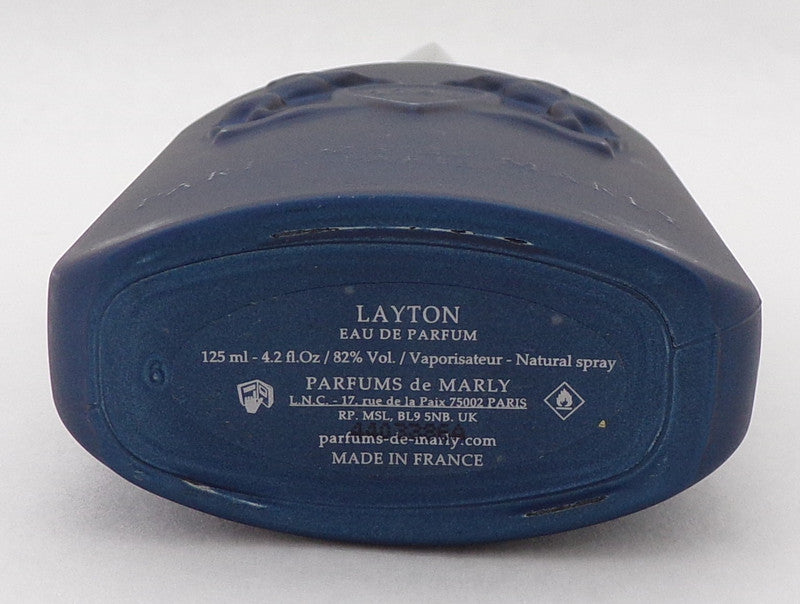 LAYTON
EAU DE PARFUM
125 ml - 4.2 fl.Oz / 82% Vol. / Vaporisateur - Natural spray
PARFUMS de MARLY
L.N.C. - 17, rue de la Paix 75002 PARIS
RP. MSL, BL9 5NB. UK
parfums-de-marly.com
MADE IN FRANCE
6